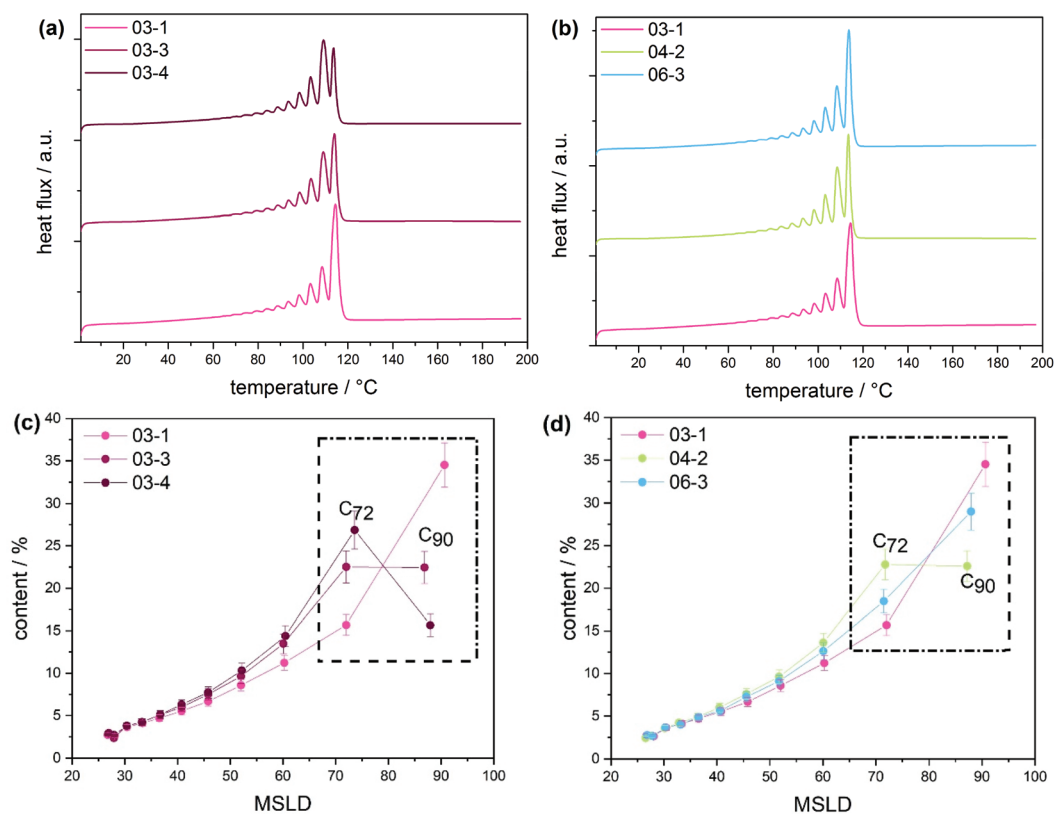 (a)
03-1
03-3
03-4
heat flux / a.u.
20 40 60 80 100 120 140 160 180 200
temperature / °C
(b)
03-1
04-2
06-3
heat flux / a.u.
20 40 60 80 100 120 140 160 180 200
temperature / °C
(c)
03-1
03-3
03-4
C72
C90
content / %
40
35
30
25
20
15
10
5
0
20 30 40 50 60 70 80 90 100
MSLD
(d)
03-1
04-2
06-3
C72
C90
content / %
40
35
30
25
20
15
10
5
0
20 30 40 50 60 70 80 90 100
MSLD